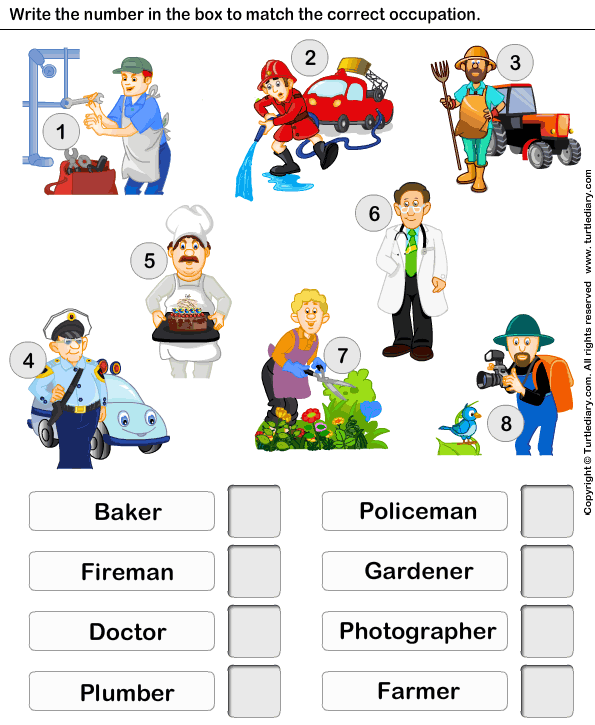 Write the number in the box to match the correct occupation.
1
2
3
4
5
6
7
8
Baker
Policeman
Fireman
Gardener
Doctor
Photographer
Plumber
Farmer
Copyright © Turtlediary.com. All rights reserved www. turtlediary.com